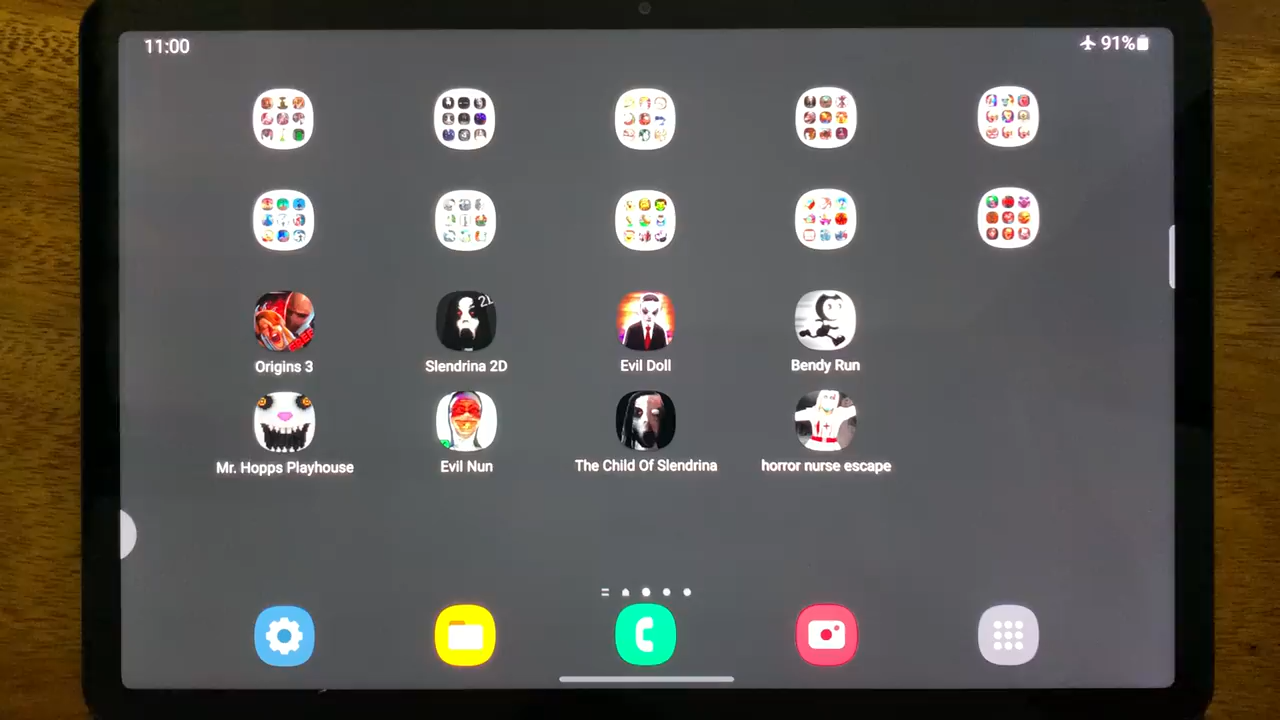 11:00
91%
Origins 3
Slendrina 2D
Evil Doll
Bendy Run
Mr. Hopps Playhouse
Evil Nun
The Child Of Slendrina
horror nurse escape